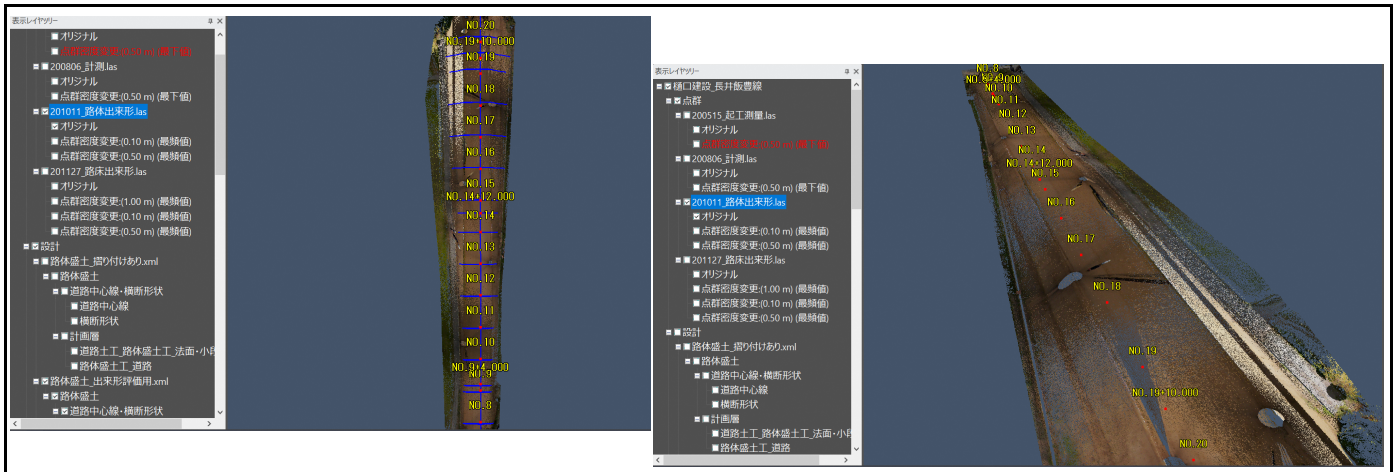 表示レイヤツリー
オリジナル
200806_計測.las
オリジナル
点群密度変更:(0.50 m) (最下値)
201011_路体出来形.las
オリジナル
点群密度変更:(0.10 m) (最頻値)
点群密度変更:(0.50 m) (最頻値)
201127_路床出来形.las
オリジナル
点群密度変更:(1.00 m) (最頻値)
点群密度変更:(0.10 m) (最頻値)
点群密度変更:(0.50 m) (最頻値)
設計
路体盛土_摺り付けあり.xml
路体盛土
道路中心線・横断形状
道路中心線
横断形状
計画層
道路土工_路体盛土工_法面・小段
路体盛土工_道路
路体盛土_出来形評価用.xml
路体盛土
道路中心線・横断形状
NO.20
NO.19+10.000
NO.19
NO.18
NO.17
NO.16
NO.15
NO.14+12.000
NO.14
NO.13
NO.12
NO.11
NO.10
NO.9+4.000
NO.9
NO.8
表示レイヤツリー
樋口建設_長井飯豊線
点群
200515_起工測量.las
オリジナル
200806_計測.las
オリジナル
点群密度変更:(0.50 m) (最下値)
201011_路体出来形.las
オリジナル
点群密度変更:(0.10 m) (最頻値)
点群密度変更:(0.50 m) (最頻値)
201127_路床出来形.las
オリジナル
点群密度変更:(1.00 m) (最頻値)
点群密度変更:(0.10 m) (最頻値)
点群密度変更:(0.50 m) (最頻値)
設計
路体盛土_摺り付けあり.xml
路体盛土
道路中心線・横断形状
道路中心線
横断形状
計画層
道路土工_路体盛土工_法面・小段
路体盛土工_道路
NO.8
NO.9
NO.9+4.000
NO.10
NO.11
NO.12
NO.13
NO.14
NO.14+12.000
NO.15
NO.16
NO.17
NO.18
NO.19
NO.19+10.000
NO.20